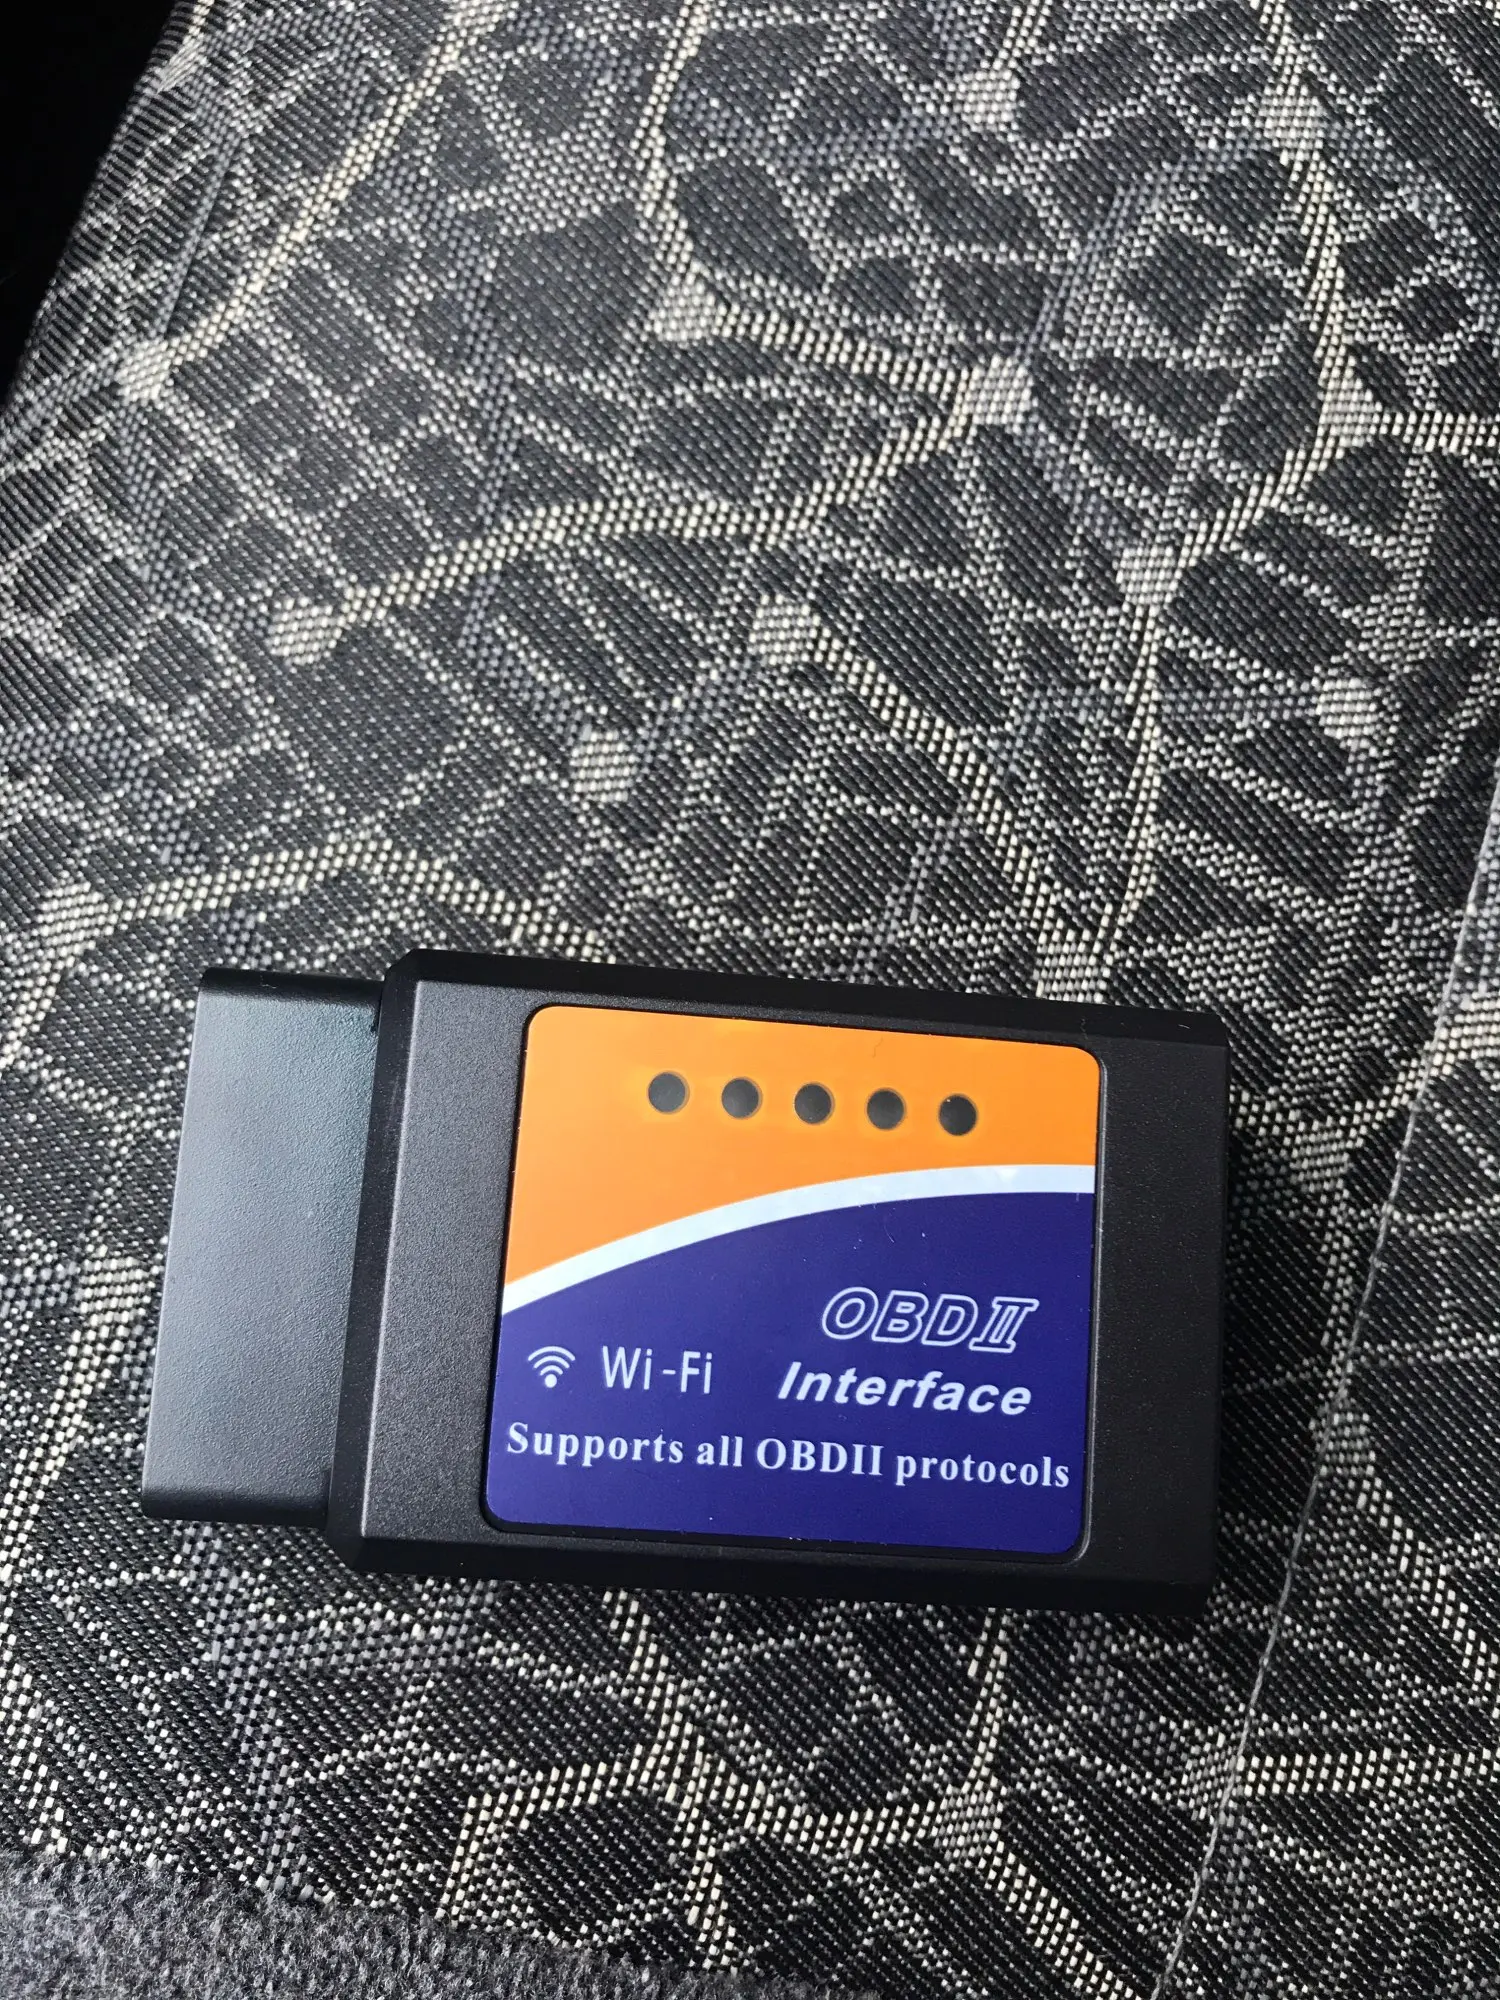 OBDII
Wi-Fi Interface
Supports all OBDII protocols